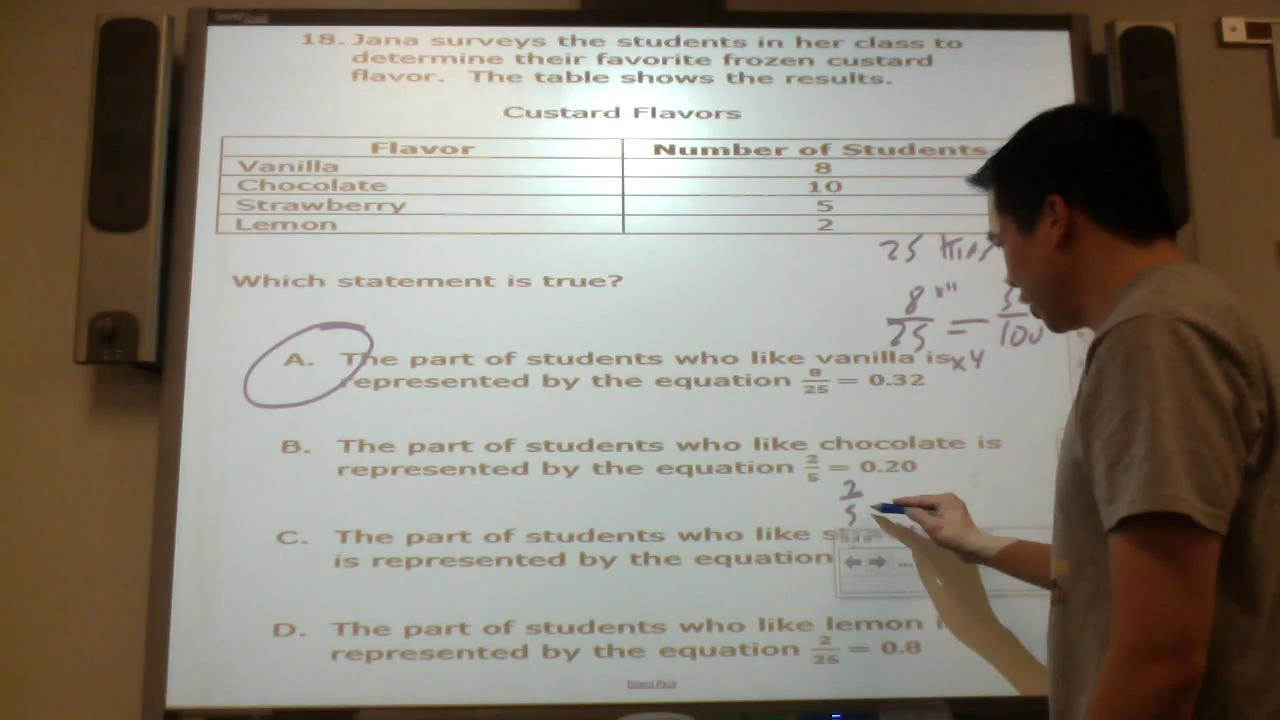 18. Jana surveys the students in her class to
determine their favorite frozen custard
flavor. The table shows the results.
Custard Flavors
Flavor Number of Students
Vanilla 8
Chocolate 10
Strawberry 5
Lemon 2
25 kids
Which statement is true?
8/25 = /100
x4
A. The part of students who like vanilla is
represented by the equation 8/25 = 0.32
B. The part of students who like chocolate is
represented by the equation 2/5 = 0.20
2/5
C. The part of students who like
is represented by the equation
D. The part of students who like lemon
represented by the equation 2/25 = 0.8